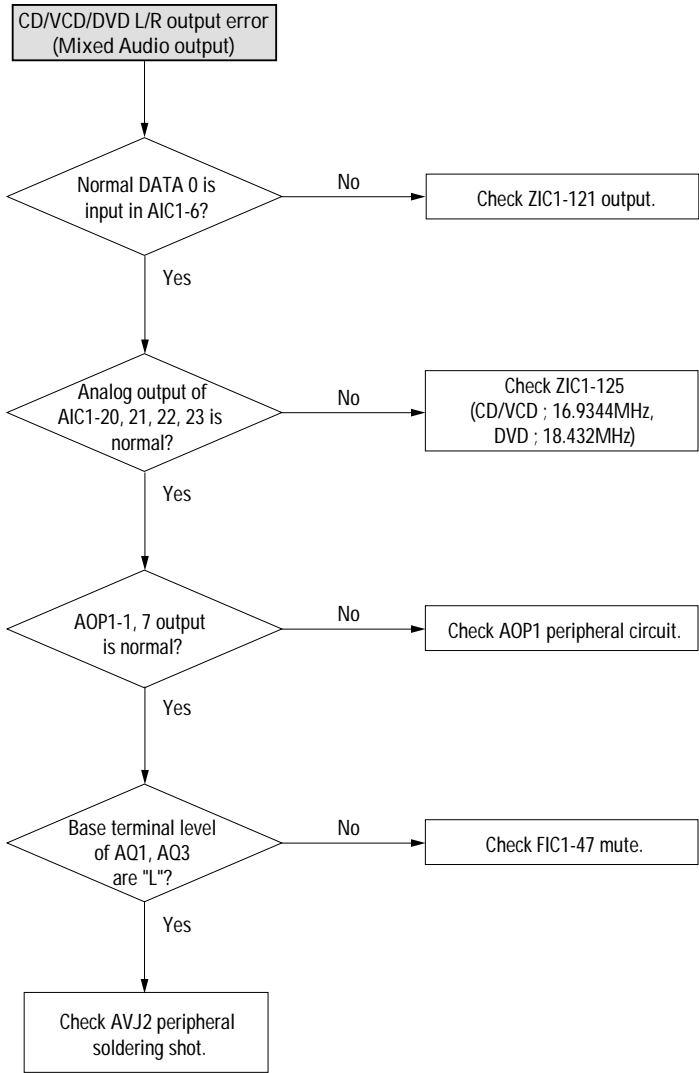 CD/VCD/DVD L/R output error
(Mixed Audio output)
Normal DATA 0 is
input in AIC1-6?
No
Check ZIC1-121 output.
Yes
Analog output of
AIC1-20, 21, 22, 23 is
normal?
No
Check ZIC1-125
(CD/VCD ; 16.9344MHz,
DVD ; 18.432MHz)
Yes
AOP1-1, 7 output
is normal?
No
Check AOP1 peripheral circuit.
Yes
Base terminal level
of AQ1, AQ3
are "L"?
No
Check FIC1-47 mute.
Yes
Check AVJ2 peripheral
soldering shot.